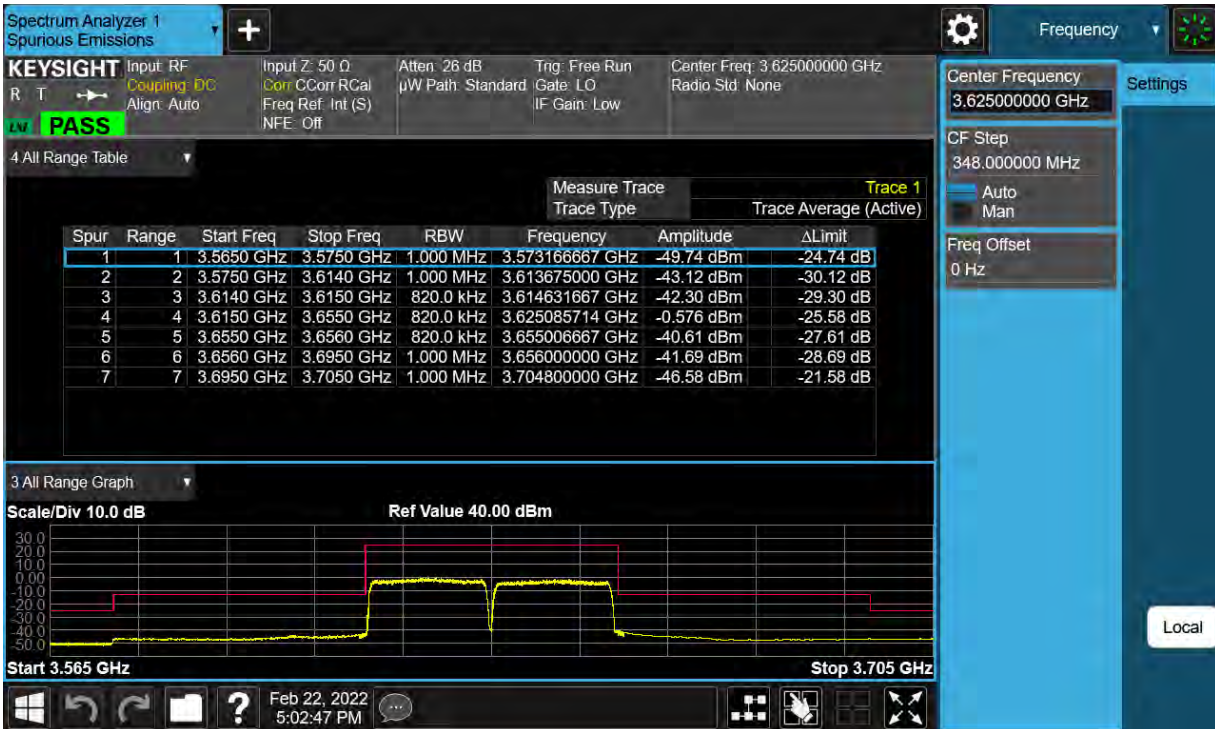 Spectrum Analyzer 1
Spurious Emissions
Frequency
KEYSIGHT
R T
PASS
Input: RF
Coupling: DC
Align: Auto
Input Z: 50 Ω
Corr CCorr RCal
Freq Ref: Int (S)
NFE: Off
Atten: 26 dB
µW Path: Standard
Trig: Free Run
Gate: LO
IF Gain: Low
Center Freq: 3.625000000 GHz
Radio Std: None
Center Frequency
3.625000000 GHz
Settings
CF Step
348.000000 MHz
Auto
Man
Freq Offset
0 Hz
4 All Range Table
Measure Trace Trace 1
Trace Type Trace Average (Active)
Spur Range Start Freq Stop Freq RBW Frequency Amplitude ΔLimit
1 1 3.5650 GHz 3.5750 GHz 1.000 MHz 3.573166667 GHz -49.74 dBm -24.74 dB
2 2 3.5750 GHz 3.6140 GHz 1.000 MHz 3.613675000 GHz -43.12 dBm -30.12 dB
3 3 3.6140 GHz 3.6150 GHz 820.0 kHz 3.614631667 GHz -42.30 dBm -29.30 dB
4 4 3.6150 GHz 3.6550 GHz 820.0 kHz 3.625085714 GHz -0.576 dBm -25.58 dB
5 5 3.6550 GHz 3.6560 GHz 820.0 kHz 3.655006667 GHz -40.61 dBm -27.61 dB
6 6 3.6560 GHz 3.6950 GHz 1.000 MHz 3.656000000 GHz -41.69 dBm -28.69 dB
7 7 3.6950 GHz 3.7050 GHz 1.000 MHz 3.704800000 GHz -46.58 dBm -21.58 dB
3 All Range Graph
Scale/Div 10.0 dB Ref Value 40.00 dBm
30.0
20.0
10.0
0.00
-10.0
-20.0
-30.0
-40.0
-50.0
Start 3.565 GHz Stop 3.705 GHz
Local
?
Feb 22, 2022
5:02:47 PM